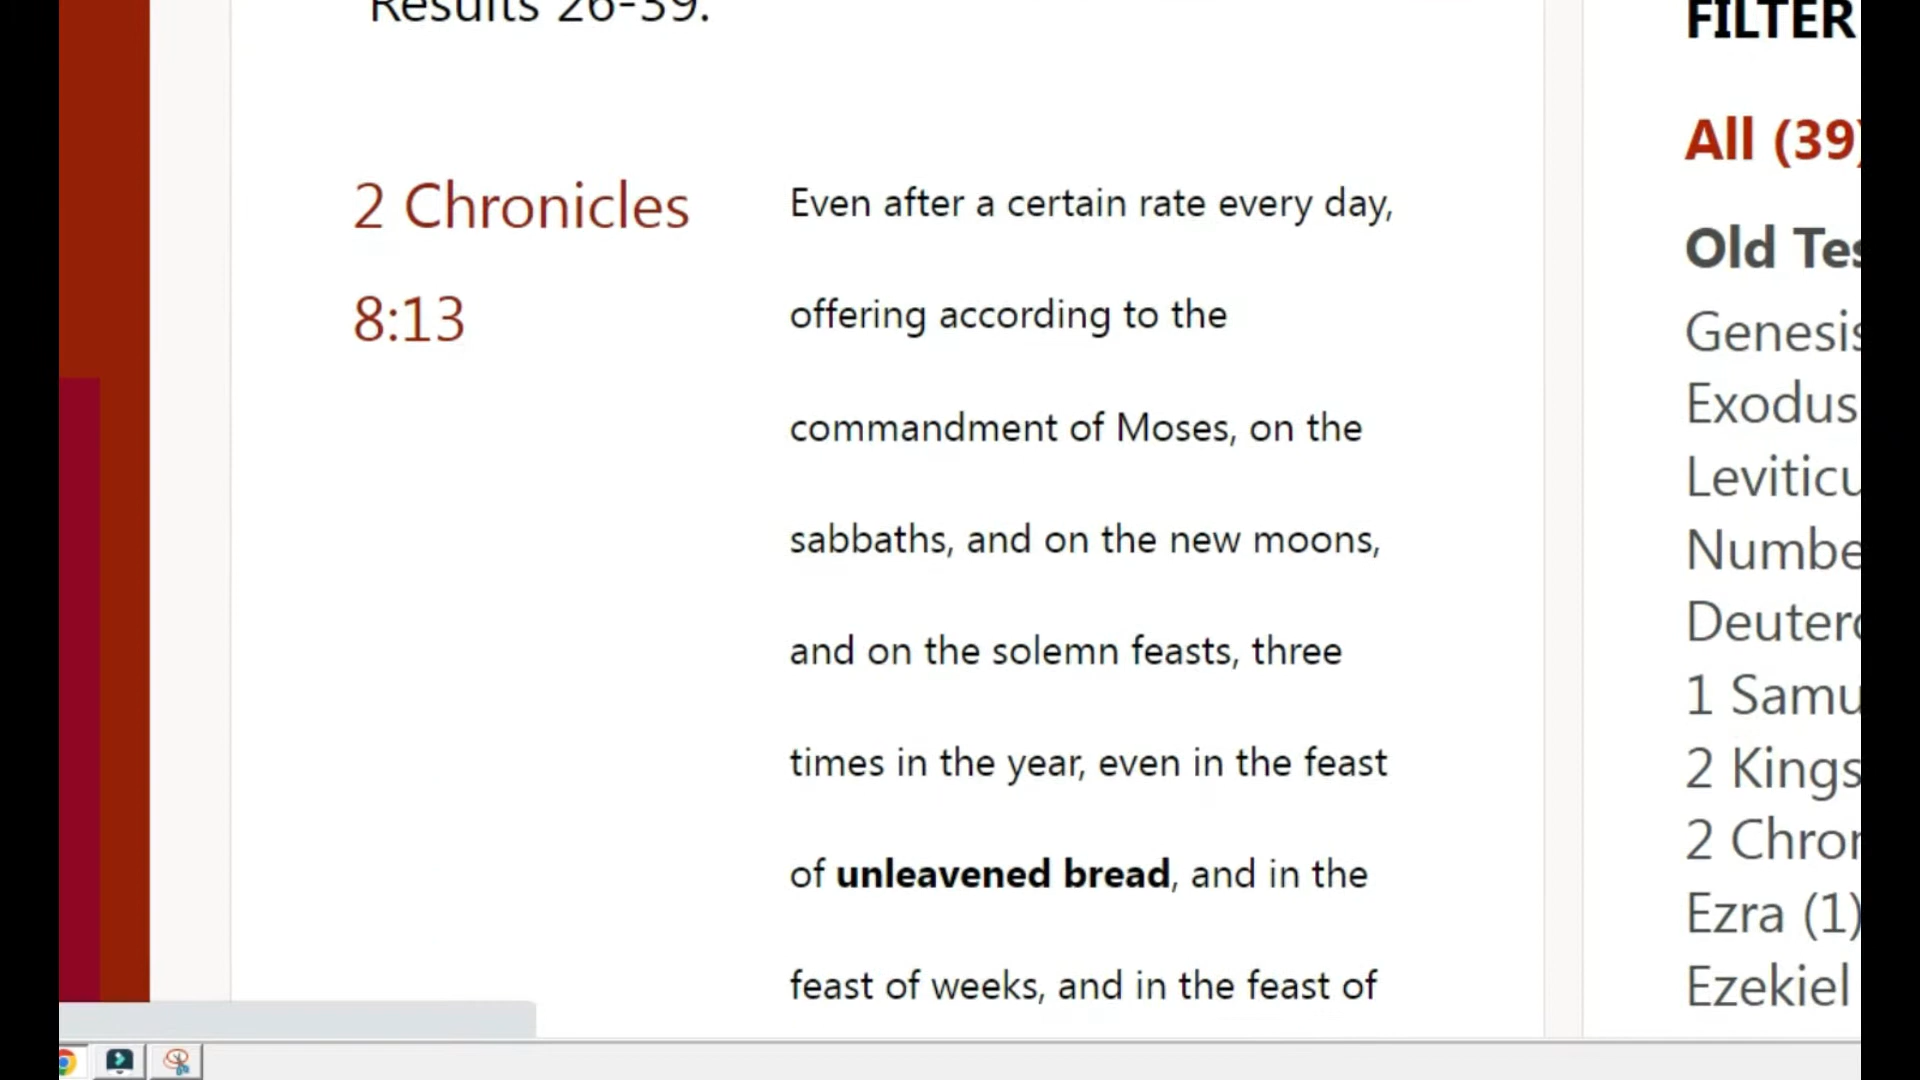 Results 26-39.
2 Chronicles
8:13
Even after a certain rate every day,
offering according to the
commandment of Moses, on the
sabbaths, and on the new moons,
and on the solemn feasts, three
times in the year, even in the feast
of unleavened bread, and in the
feast of weeks, and in the feast of
FILTER
All (39)
Old Tes
Genesis
Exodus
Leviticu
Numbe
Deutero
1 Samu
2 Kings
2 Chron
Ezra (1)
Ezekiel